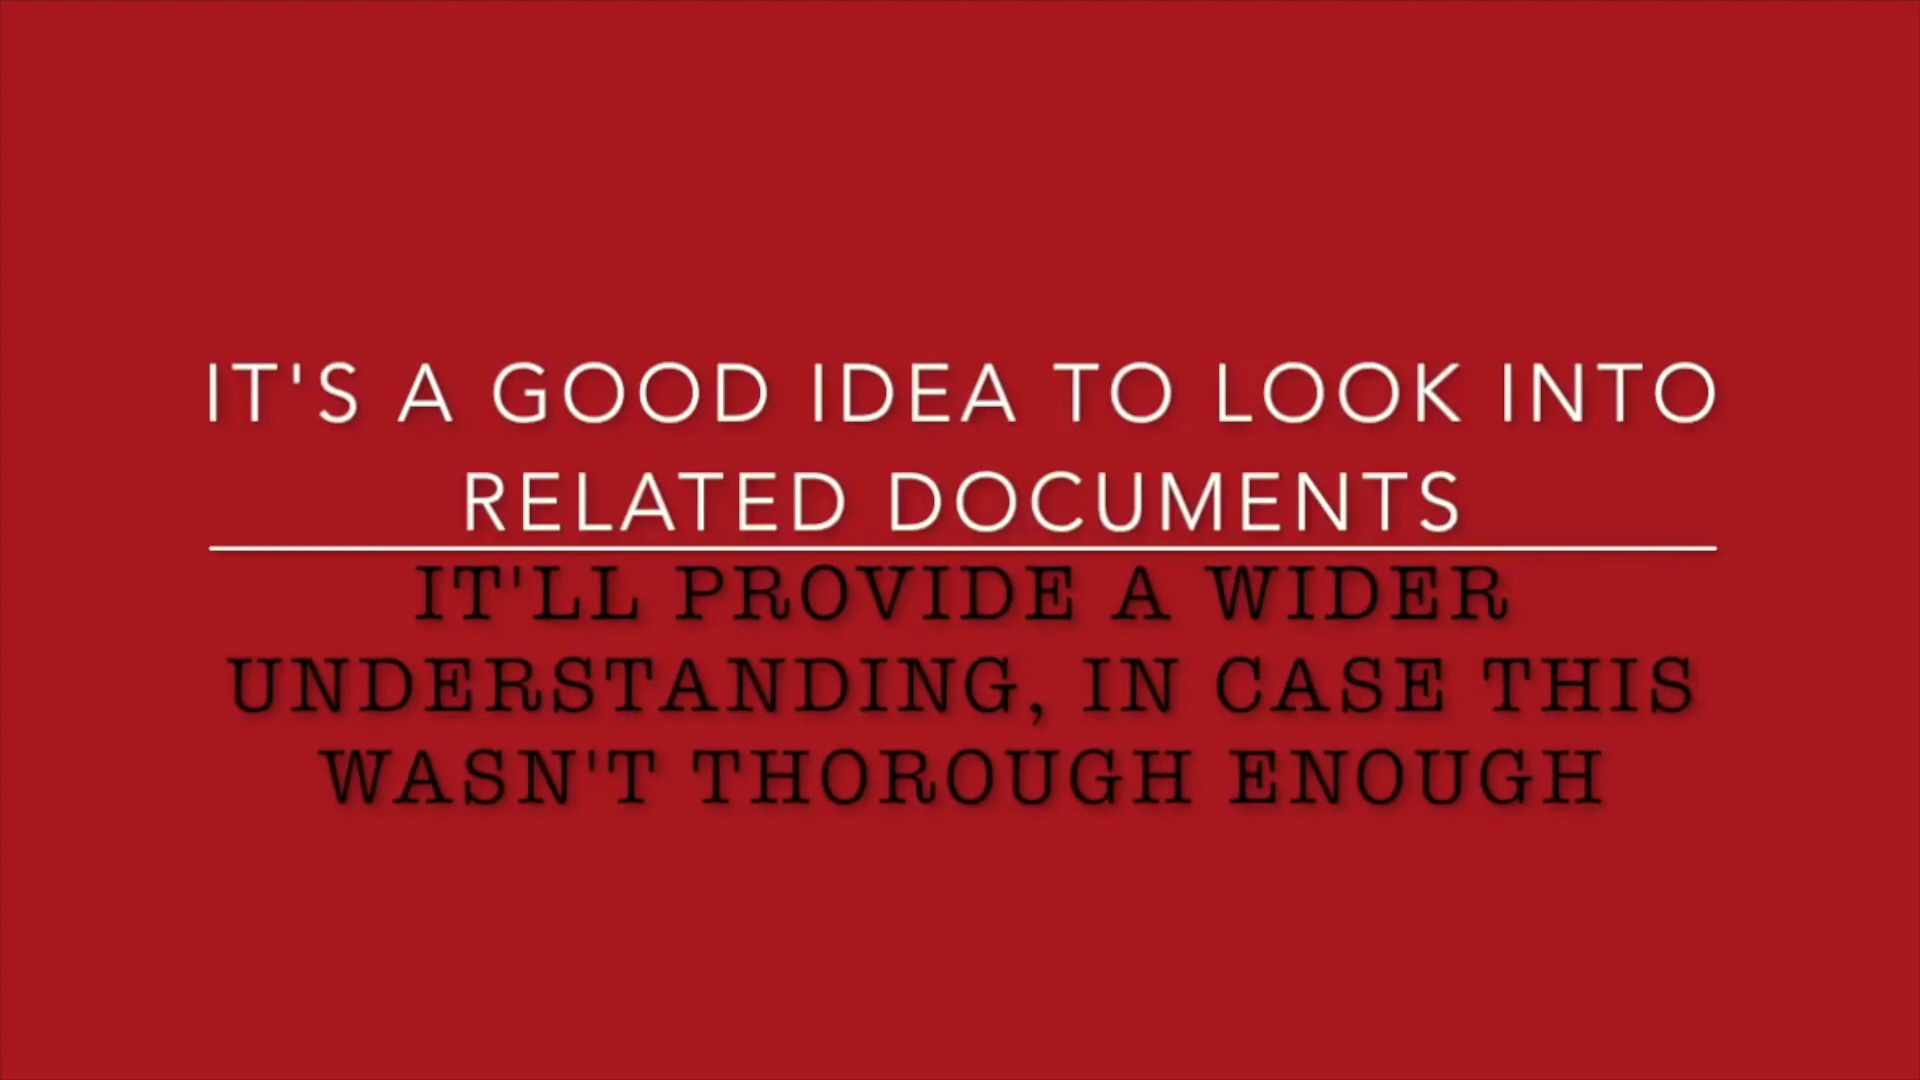 IT'S A GOOD IDEA TO LOOK INTO
RELATED DOCUMENTS
IT'LL PROVIDE A WIDER
UNDERSTANDING, IN CASE THIS
WASN'T THOROUGH ENOUGH